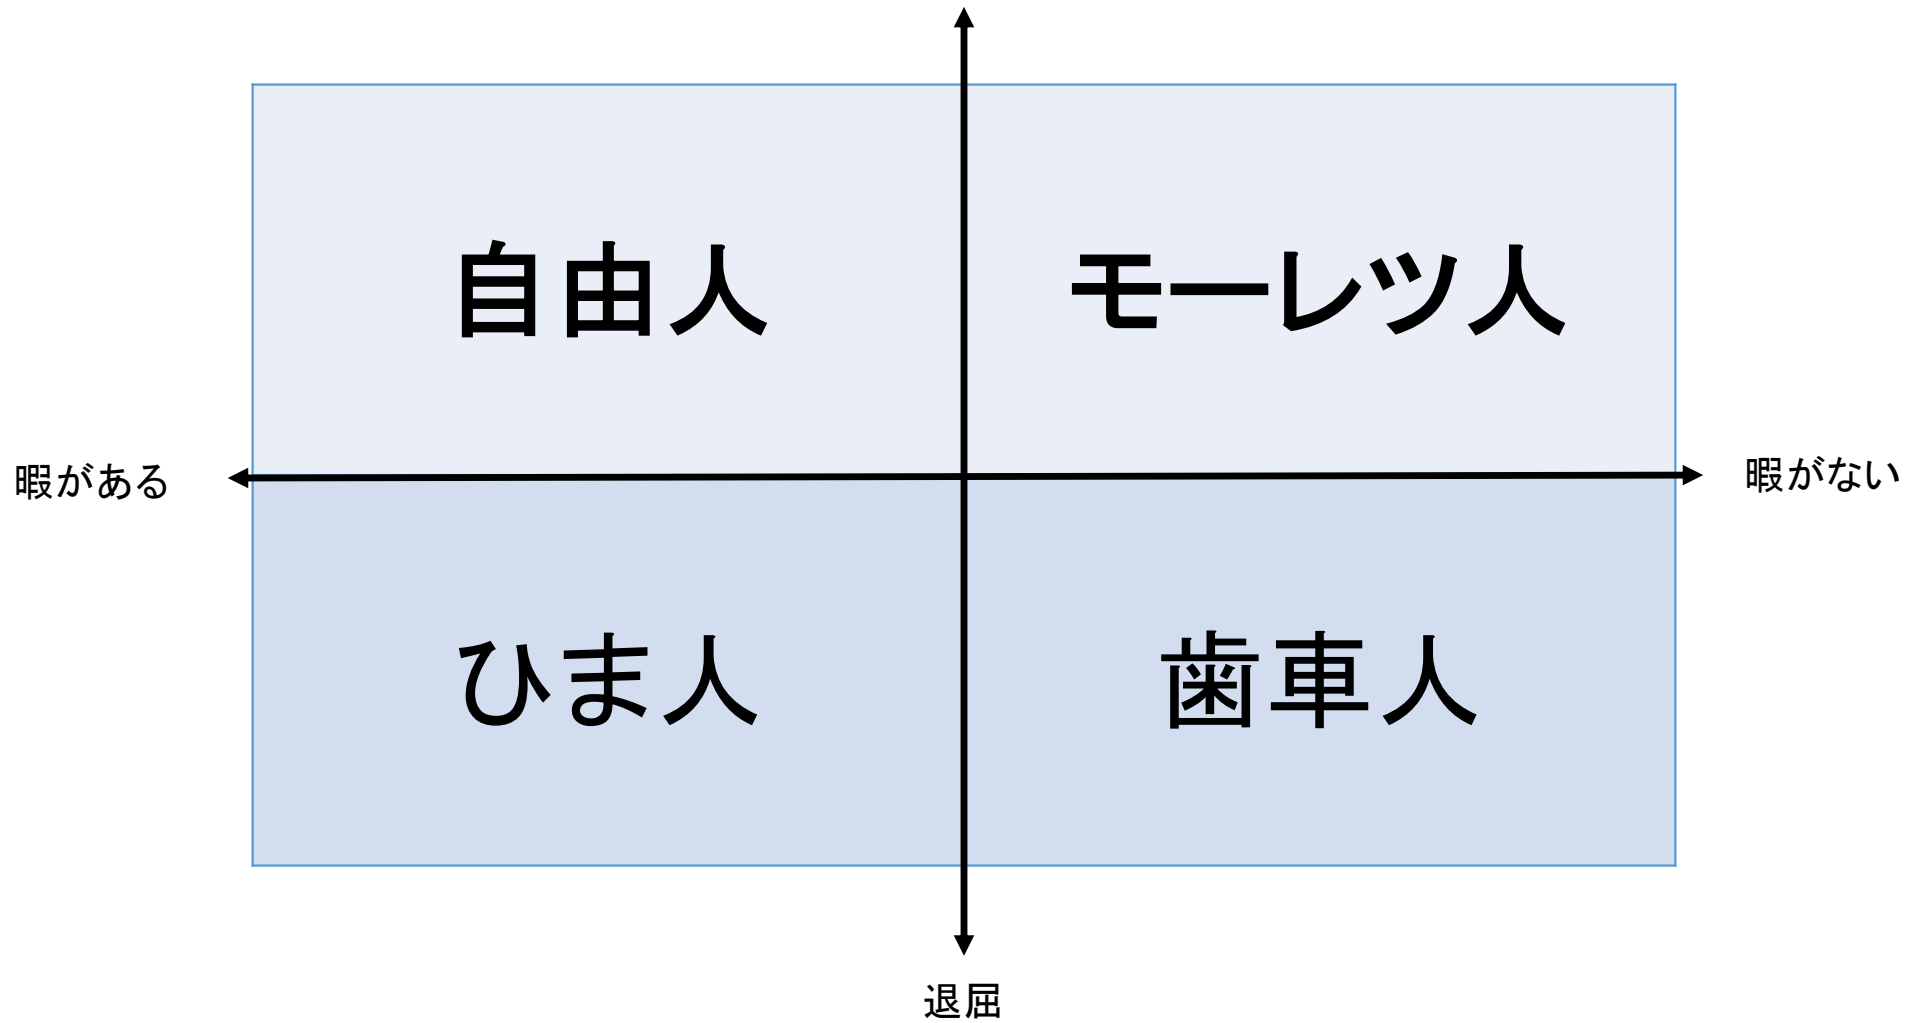 自由人
モーレツ人
暇がある
暇がない
ひま人
歯車人
退屈